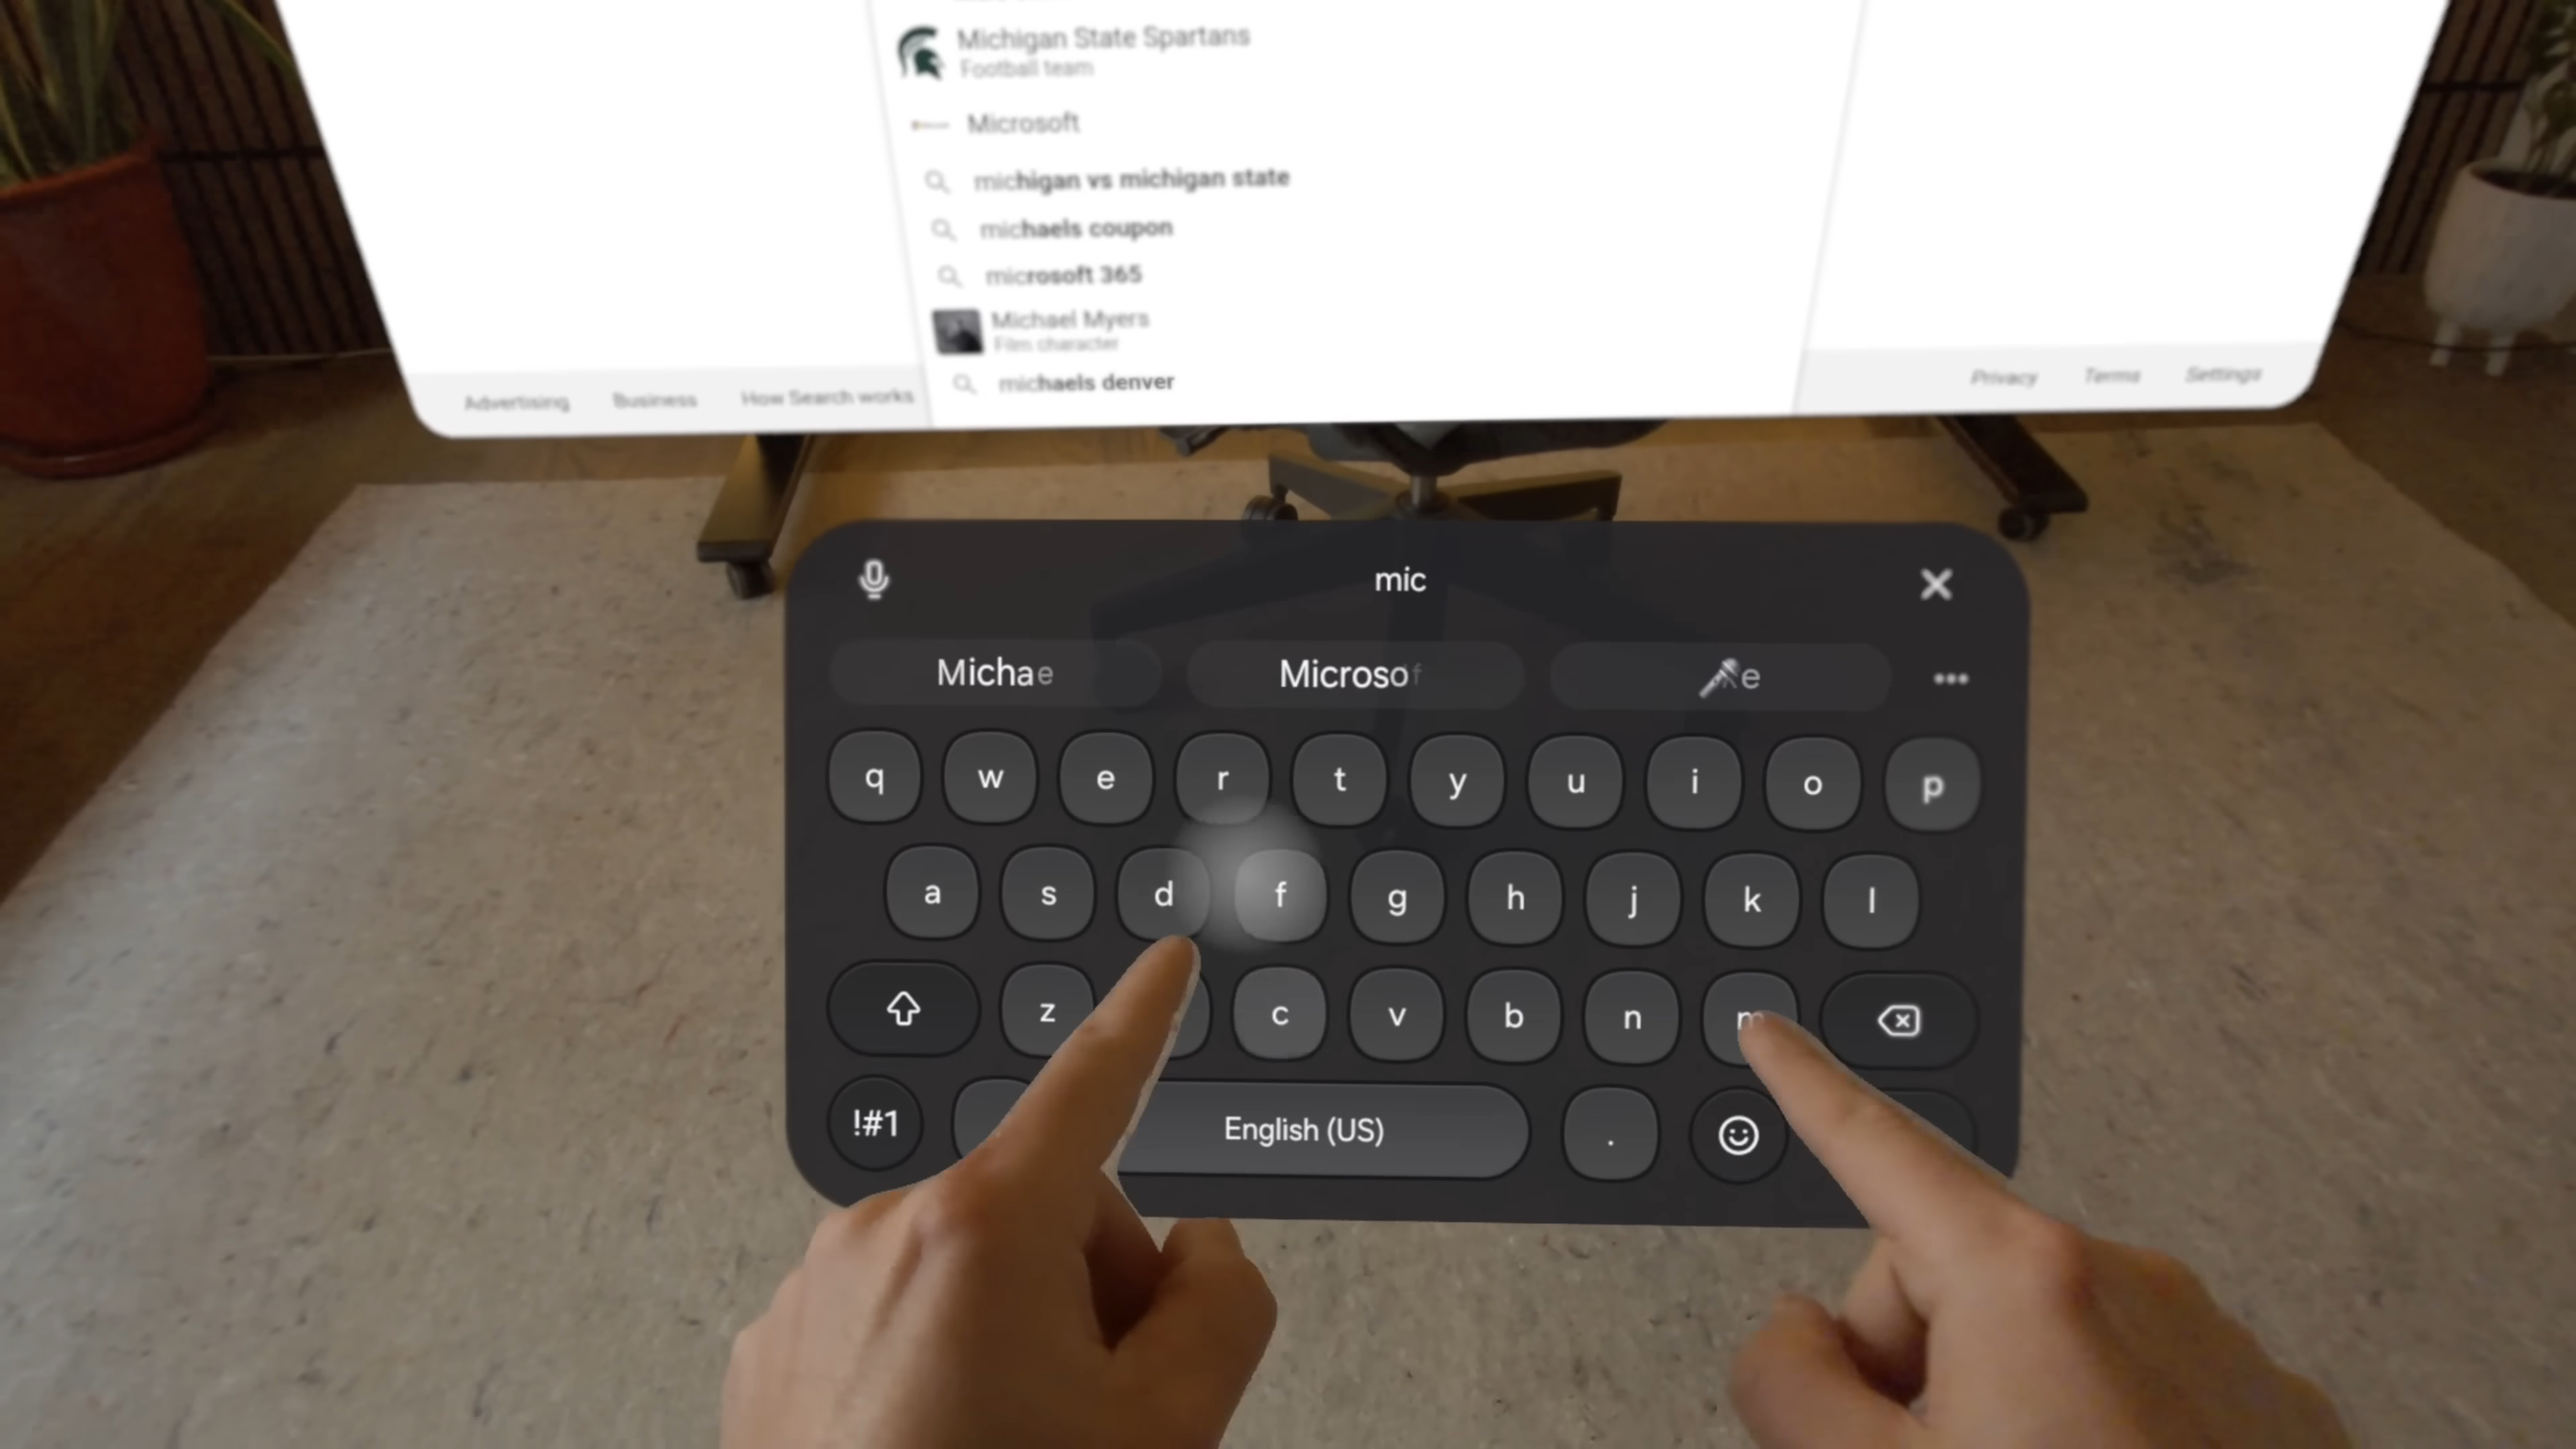 Michigan State Spartans
Football team
Microsoft
michigan vs michigan state
michaels coupon
microsoft 365
Michael Myers
Film character
michaels denver
Advertising Business How Search works
Privacy Terms Settings
mic
Michae Microsof e
q w e r t y u i o p
a s d f g h j k l
z c v b n m
!#1 English (US) .